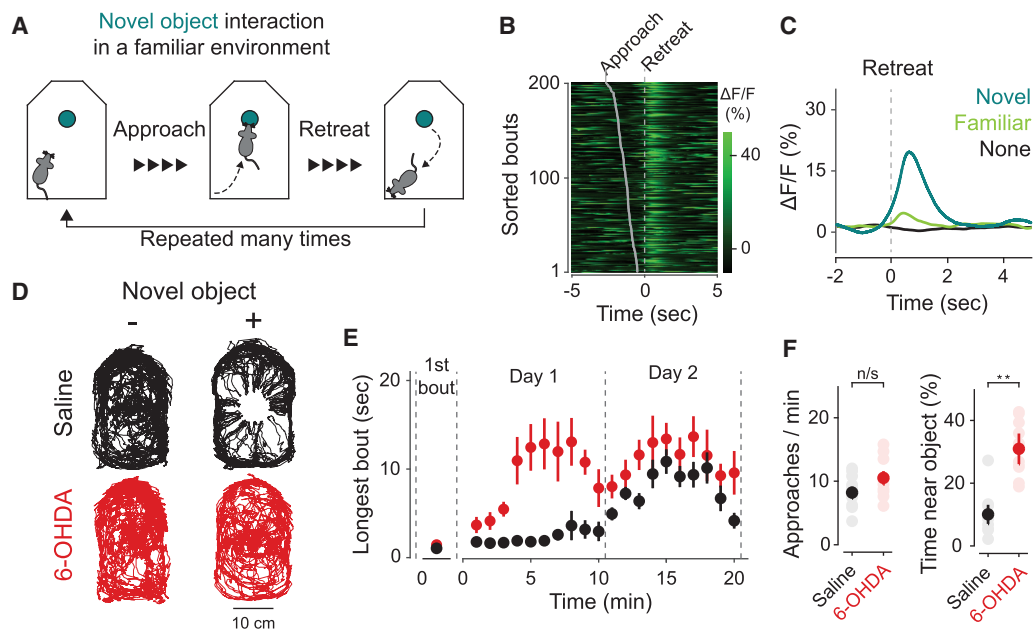 A
Novel object interaction
in a familiar environment
Approach
Retreat
Repeated many times
B
Approach
Retreat
Sorted bouts
200
100
1
-5
0
5
Time (sec)
ΔF/F
(%)
40
0
C
Retreat
Novel
Familiar
None
ΔF/F (%)
30
15
0
-2
0
2
4
Time (sec)
D
Novel object
-
+
Saline
6-OHDA
10 cm
E
1st
bout
Day 1
Day 2
Longest bout (sec)
20
10
0
0
0
5
10
15
20
Time (min)
F
n/s
Approaches / min
20
10
0
Saline
6-OHDA
**
Time near object (%)
40
20
0
Saline
6-OHDA